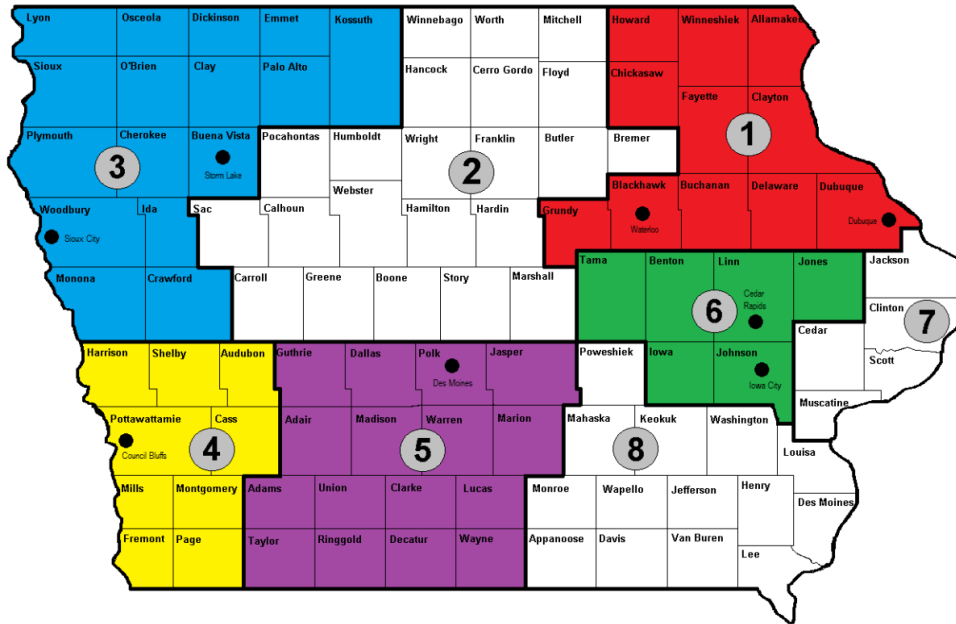 Lyon Osceola Dickinson Emmet Kossuth Winnebago Worth Mitchell Howard Winneshiek Allamakee
Sioux O'Brien Clay Palo Alto Hancock Cerro Gordo Floyd Chickasaw
Fayette Clayton
Plymouth Cherokee Buena Vista Pocahontas Humboldt Wright Franklin Butler Bremer
1
3 Storm Lake 2
Webster Blackhawk Buchanan Delaware Dubuque
Woodbury Ida Sac Calhoun Hamilton Hardin Grundy
Waterloo Dubuque
Sioux City
Monona Crawford Carroll Greene Boone Story Marshall Tama Benton Linn Jones Jackson
6 Cedar
Rapids
Clinton
7
Cedar
Harrison Shelby Audubon Guthrie Dallas Polk Jasper Poweshiek Iowa Johnson Scott
Des Moines Iowa City
Muscatine
Pottawattamie Cass Adair Madison Warren Marion Mahaska Keokuk Washington
Council Bluffs 4 5 8
Louisa
Mills Montgomery Adams Union Clarke Lucas Monroe Wapello Jefferson Henry
Des Moines
Fremont Page Taylor Ringgold Decatur Wayne Appanoose Davis Van Buren
Lee